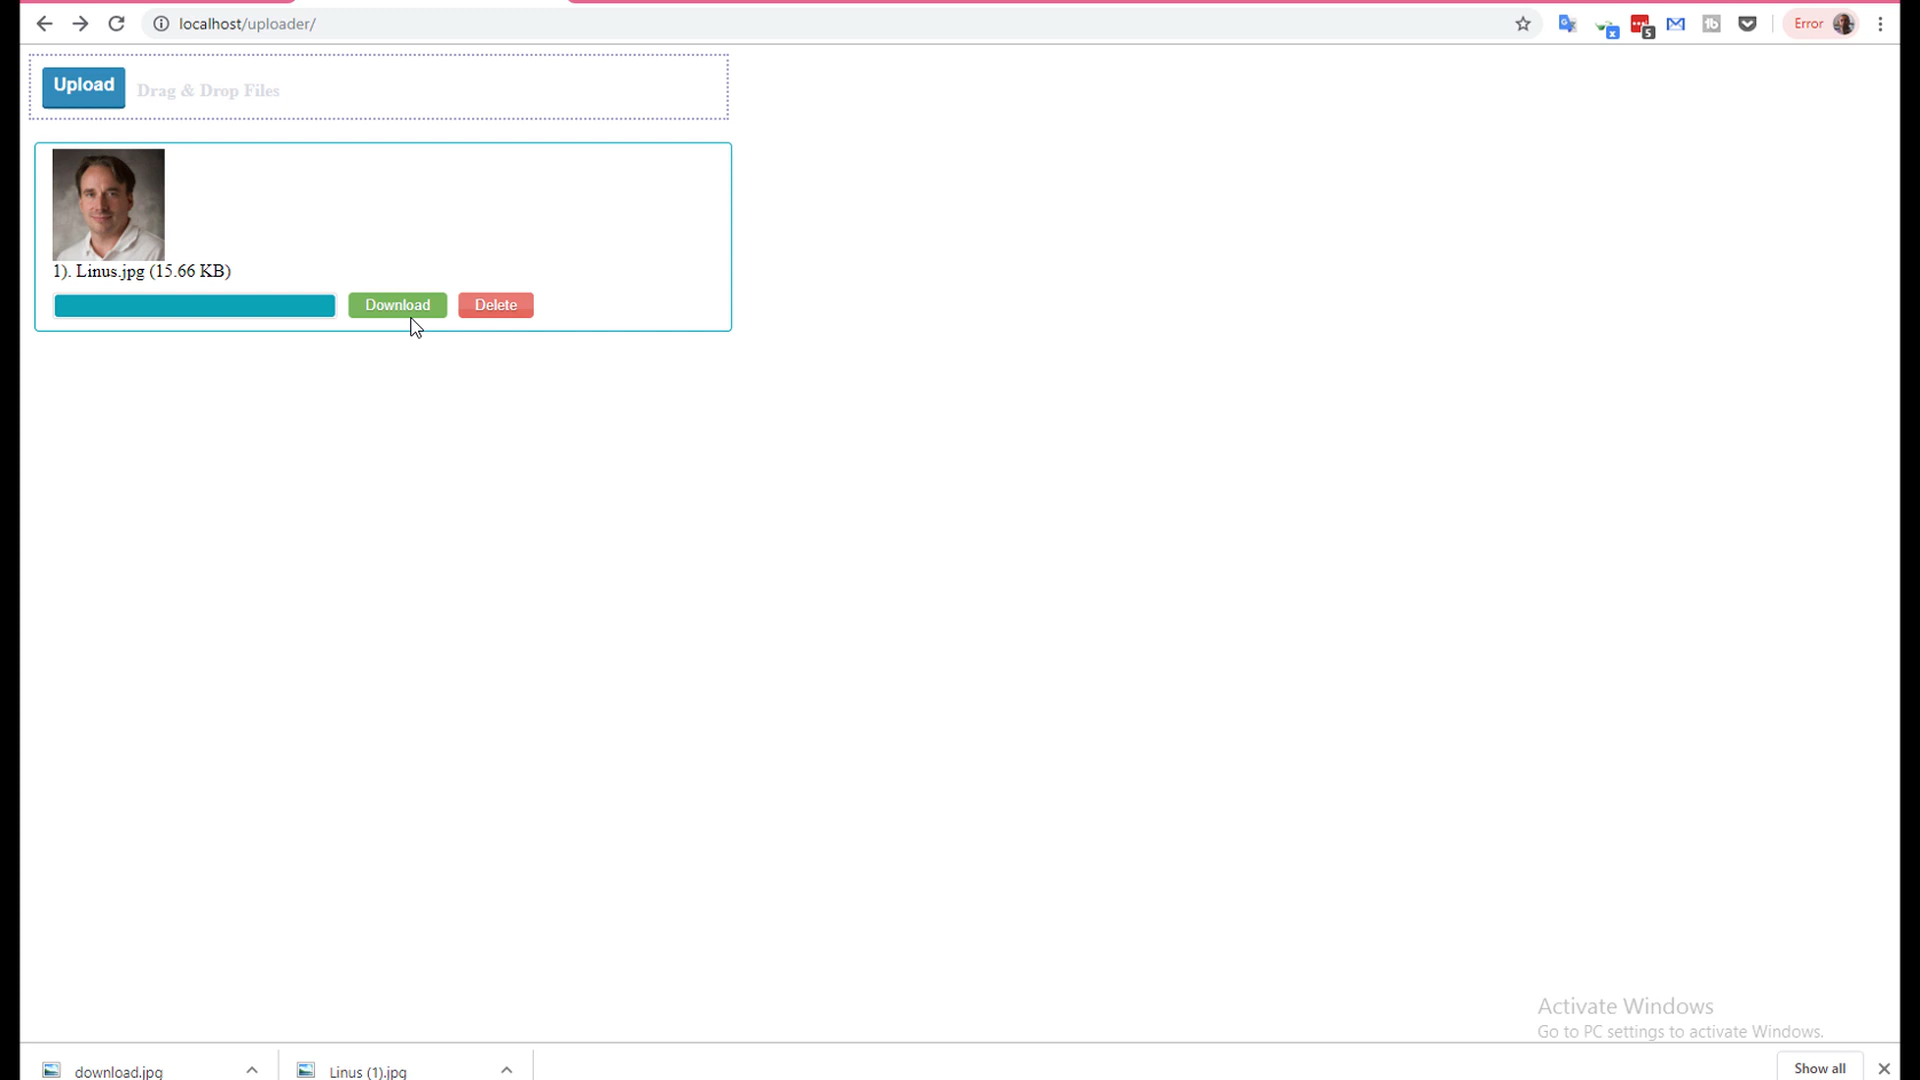 localhost/uploader/
5
Error
Upload
Drag & Drop Files
1). Linus.jpg (15.66 KB)
Download
Delete
Activate Windows
Go to PC settings to activate Windows.
download.jpg
Linus (1).jpg
Show all